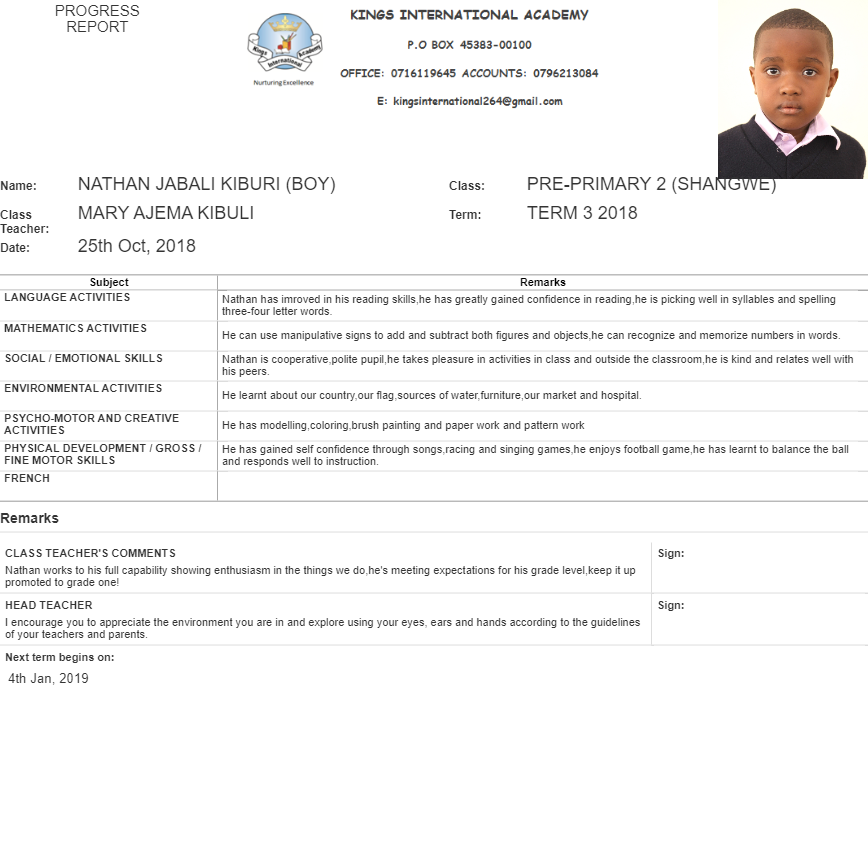 PROGRESS
REPORT
Kings Academy
International
Nurturing Excellence
KINGS INTERNATIONAL ACADEMY
P.O BOX 45383-00100
OFFICE: 0716119645 ACCOUNTS: 0796213084
E: kingsinternational264@gmail.com
Name: NATHAN JABALI KIBURI (BOY) Class: PRE-PRIMARY 2 (SHANGWE)
Class Teacher: MARY AJEMA KIBULI Term: TERM 3 2018
Date: 25th Oct, 2018
Subject Remarks
LANGUAGE ACTIVITIES
Nathan has imroved in his reading skills,he has greatly gained confidence in reading,he is picking well in syllables and spelling
three-four letter words.
MATHEMATICS ACTIVITIES
He can use manipulative signs to add and subtract both figures and objects,he can recognize and memorize numbers in words.
SOCIAL / EMOTIONAL SKILLS
Nathan is cooperative,polite pupil,he takes pleasure in activities in class and outside the classroom,he is kind and relates well with
his peers.
ENVIRONMENTAL ACTIVITIES
He learnt about our country,our flag,sources of water,furniture,our market and hospital.
PSYCHO-MOTOR AND CREATIVE
ACTIVITIES
He has modelling,coloring,brush painting and paper work and pattern work
PHYSICAL DEVELOPMENT / GROSS /
FINE MOTOR SKILLS
He has gained self confidence through songs,racing and singing games,he enjoys football game,he has learnt to balance the ball
and responds well to instruction.
FRENCH
Remarks
CLASS TEACHER'S COMMENTS
Nathan works to his full capability showing enthusiasm in the things we do,he's meeting expectations for his grade level,keep it up
promoted to grade one!
Sign:
HEAD TEACHER
I encourage you to appreciate the environment you are in and explore using your eyes, ears and hands according to the guidelines
of your teachers and parents.
Sign:
Next term begins on:
4th Jan, 2019